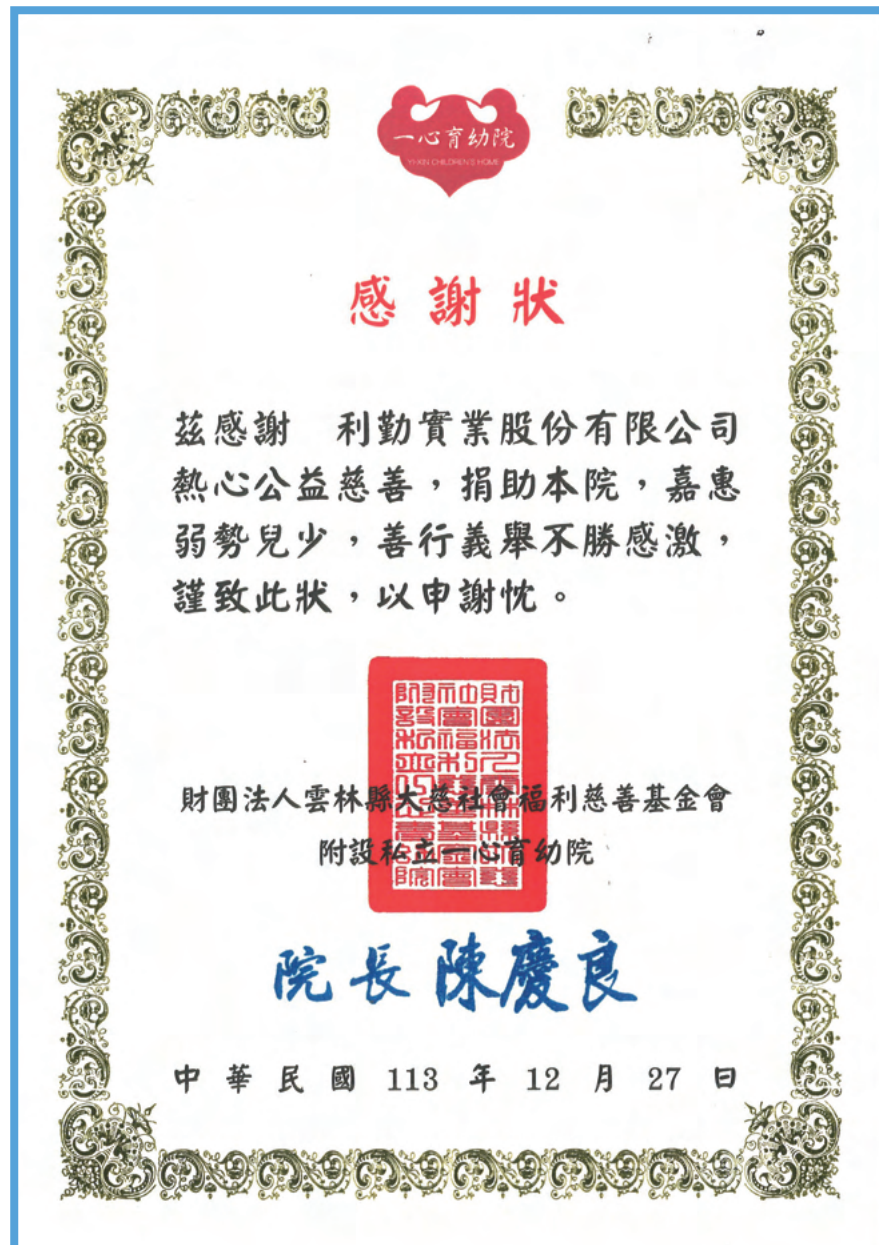 一心育幼院
YI-XIN CHILDREN'S HOME
感謝狀
茲感謝　利勤實業股份有限公司
熱心公益慈善，捐助本院，嘉惠
弱勢兒少，善行義舉不勝感激，
謹致此狀，以申謝忱。
財團法人雲林縣大慈社會福利慈善基金會
附設私立一心育幼院
院長陳慶良
中華民國 113 年 12 月 27 日